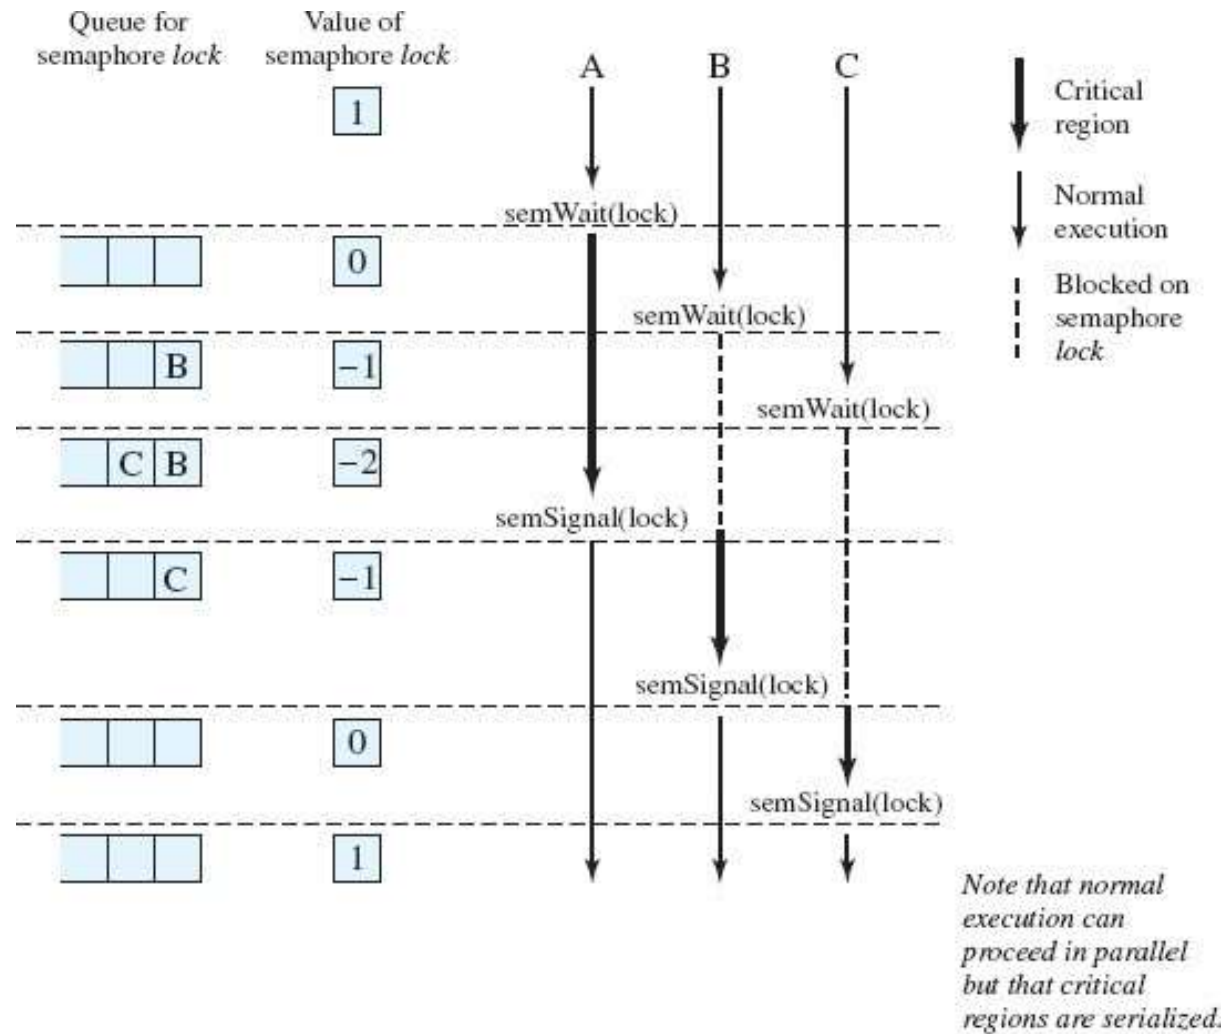 Queue for
semaphore lock
Value of
semaphore lock
A
B
C
1
Critical
region
Normal
execution
semWait(lock)
0
semWait(lock)
Blocked on
semaphore
lock
B
−1
semWait(lock)
C B
−2
semSignal(lock)
C
−1
semSignal(lock)
0
semSignal(lock)
1
Note that normal
execution can
proceed in parallel
but that critical
regions are serialized.